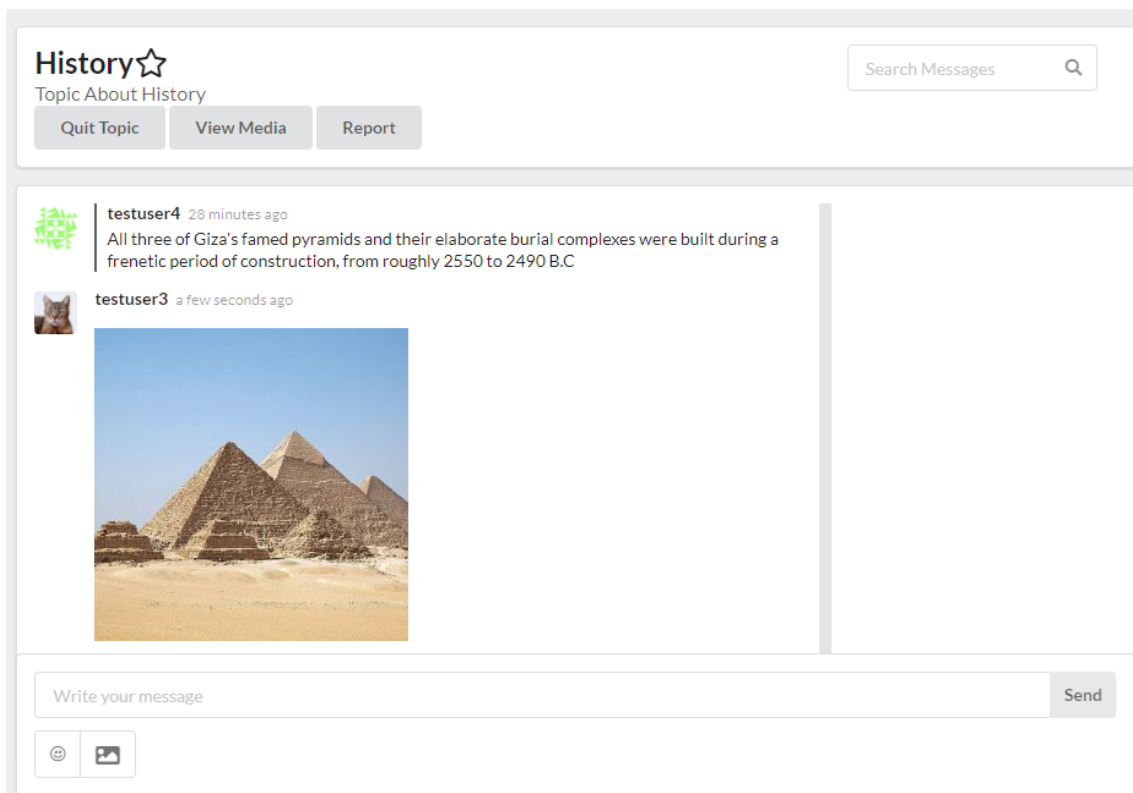 History
Topic About History
Quit Topic View Media Report
Search Messages
testuser4 28 minutes ago
All three of Giza's famed pyramids and their elaborate burial complexes were built during a
frenetic period of construction, from roughly 2550 to 2490 B.C
testuser3 a few seconds ago
Write your message
Send